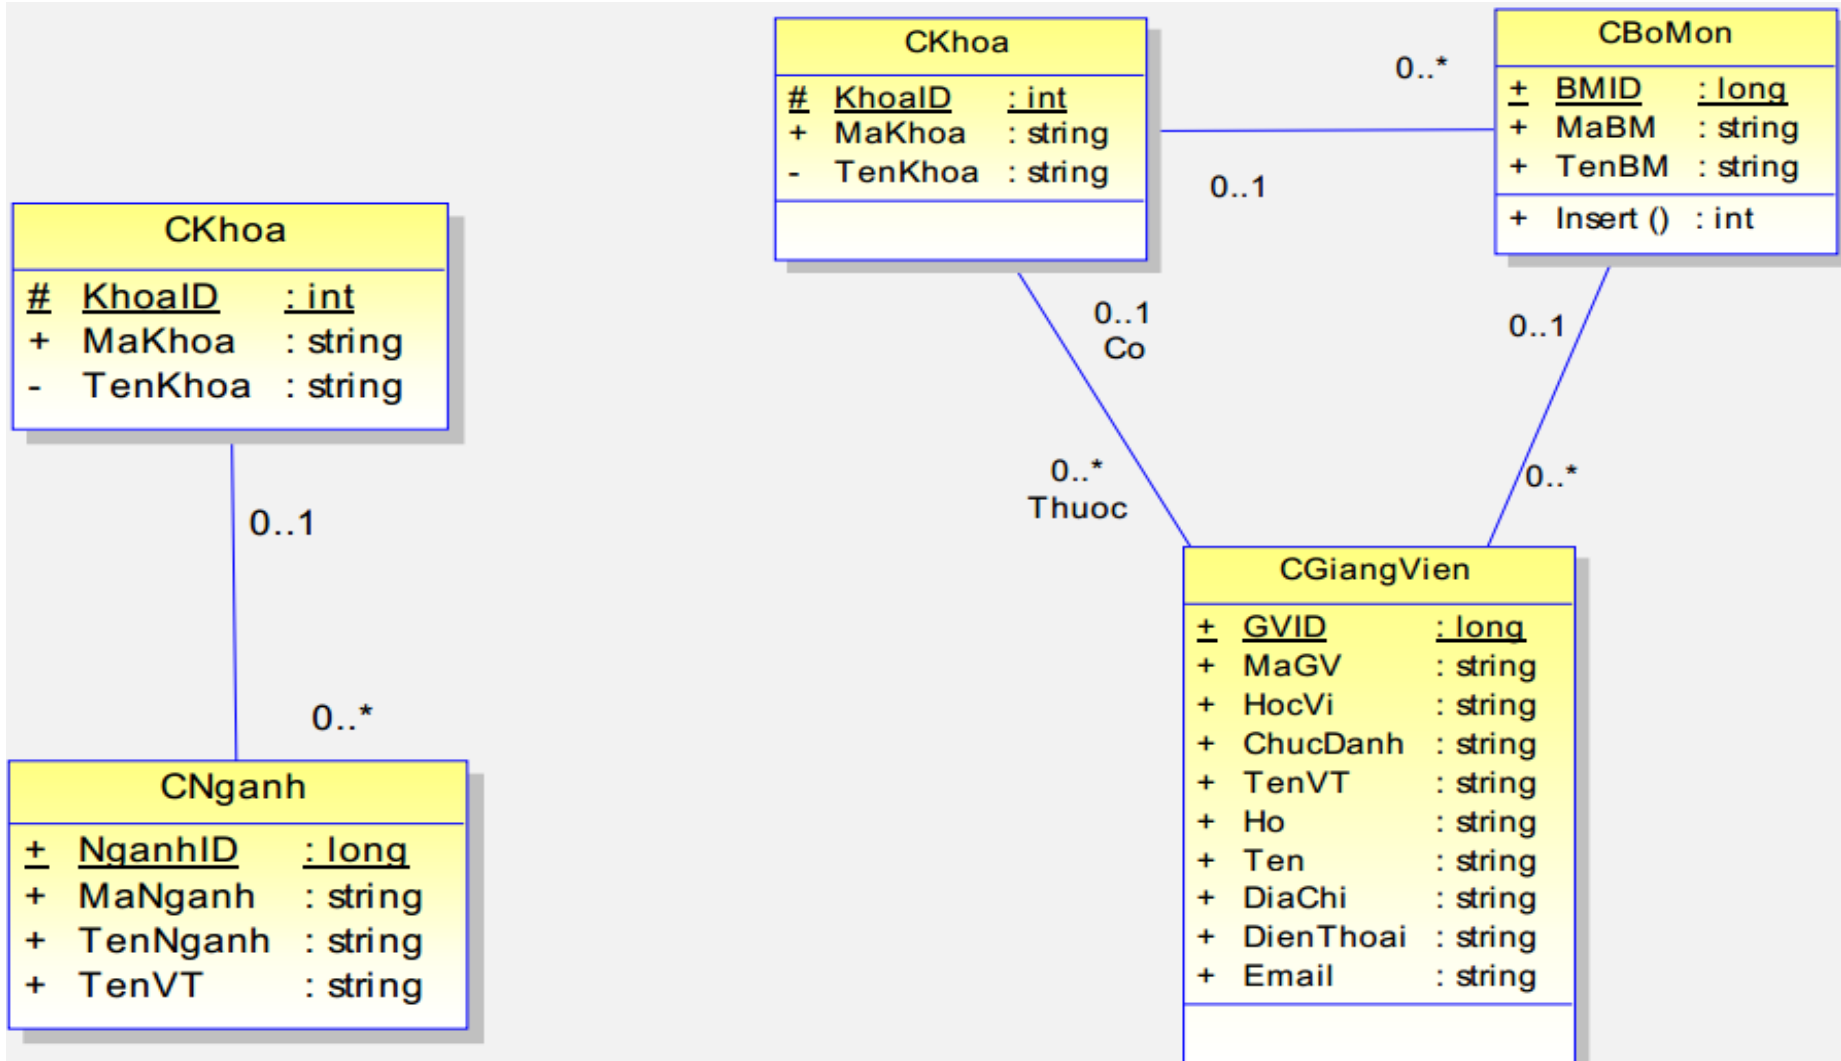 CKhoa
# KhoaID : int
+ MaKhoa : string
- TenKhoa : string
0..1
0..*
CNganh
+ NganhID : long
+ MaNganh : string
+ TenNganh : string
+ TenVT : string
CKhoa
# KhoaID : int
+ MaKhoa : string
- TenKhoa : string
0..*
0..1
CBoMon
+ BMID : long
+ MaBM : string
+ TenBM : string
+ Insert () : int
0..1
Co
0..*
Thuoc
0..1
0..*
CGiangVien
+ GVID : long
+ MaGV : string
+ HocVi : string
+ ChucDanh : string
+ TenVT : string
+ Ho : string
+ Ten : string
+ DiaChi : string
+ DienThoai : string
+ Email : string